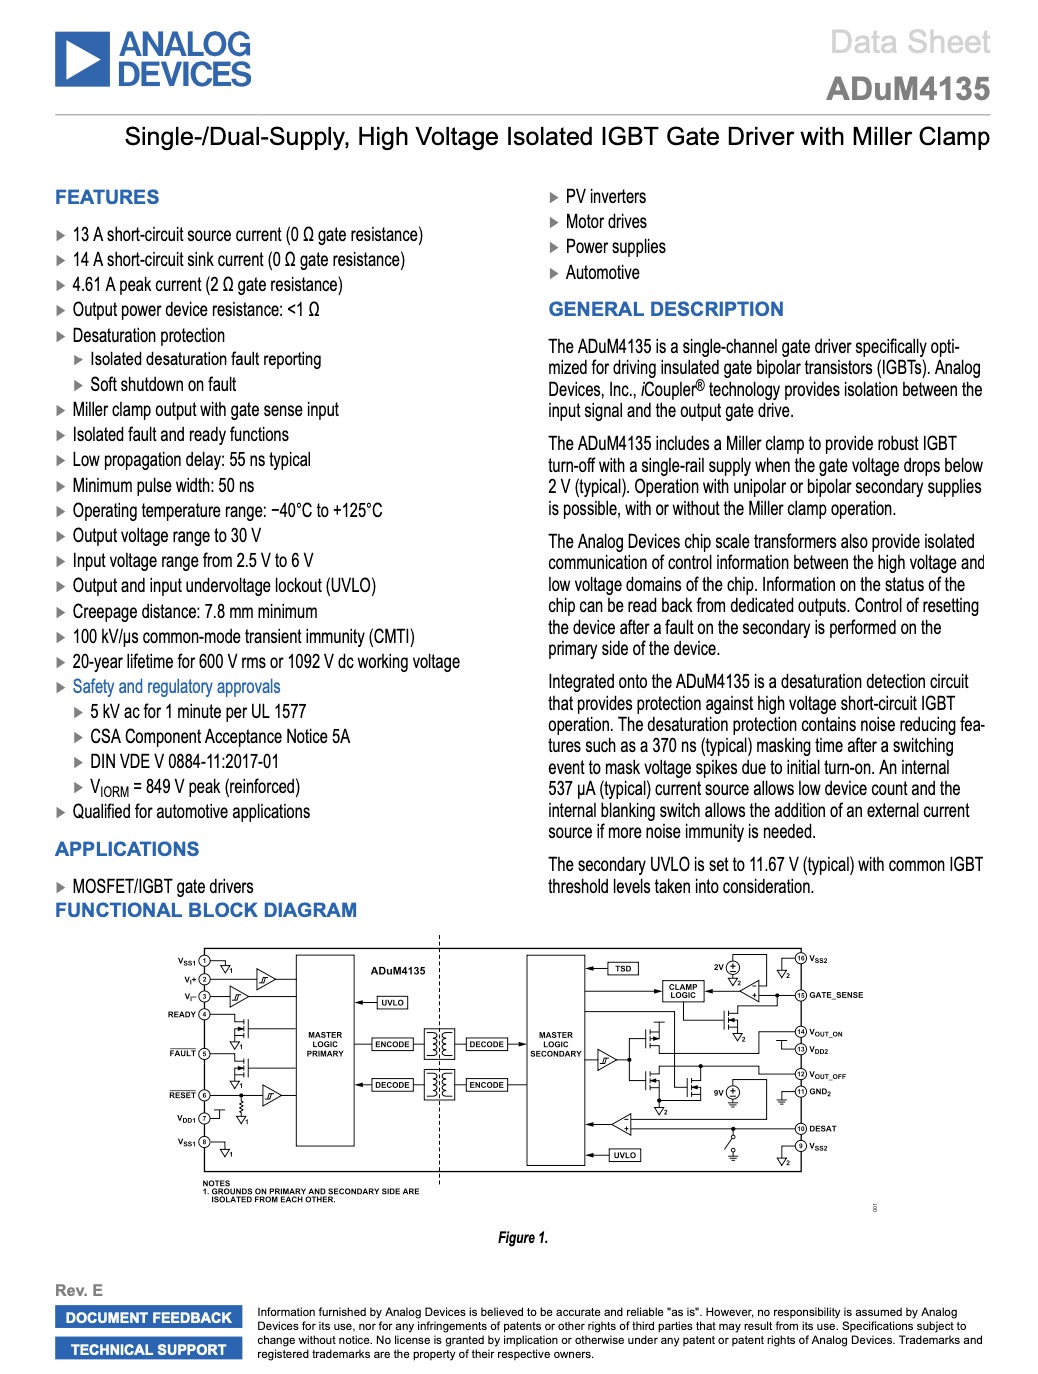 ANALOG
DEVICES
Data Sheet
ADuM4135
Single-/Dual-Supply, High Voltage Isolated IGBT Gate Driver with Miller Clamp
FEATURES
► 13 A short-circuit source current (0 Ω gate resistance)
► 14 A short-circuit sink current (0 Ω gate resistance)
► 4.61 A peak current (2 Ω gate resistance)
► Output power device resistance: <1 Ω
► Desaturation protection
► Isolated desaturation fault reporting
► Soft shutdown on fault
► Miller clamp output with gate sense input
► Isolated fault and ready functions
► Low propagation delay: 55 ns typical
► Minimum pulse width: 50 ns
► Operating temperature range: −40°C to +125°C
► Output voltage range to 30 V
► Input voltage range from 2.5 V to 6 V
► Output and input undervoltage lockout (UVLO)
► Creepage distance: 7.8 mm minimum
► 100 kV/µs common-mode transient immunity (CMTI)
► 20-year lifetime for 600 V rms or 1092 V dc working voltage
► Safety and regulatory approvals
► 5 kV ac for 1 minute per UL 1577
► CSA Component Acceptance Notice 5A
► DIN VDE V 0884-11:2017-01
► VIORM = 849 V peak (reinforced)
► Qualified for automotive applications
APPLICATIONS
► MOSFET/IGBT gate drivers
► PV inverters
► Motor drives
► Power supplies
► Automotive
GENERAL DESCRIPTION
The ADuM4135 is a single-channel gate driver specifically opti-
mized for driving insulated gate bipolar transistors (IGBTs). Analog
Devices, Inc., iCoupler® technology provides isolation between the
input signal and the output gate drive.
The ADuM4135 includes a Miller clamp to provide robust IGBT
turn-off with a single-rail supply when the gate voltage drops below
2 V (typical). Operation with unipolar or bipolar secondary supplies
is possible, with or without the Miller clamp operation.
The Analog Devices chip scale transformers also provide isolated
communication of control information between the high voltage and
low voltage domains of the chip. Information on the status of the
chip can be read back from dedicated outputs. Control of resetting
the device after a fault on the secondary is performed on the
primary side of the device.
Integrated onto the ADuM4135 is a desaturation detection circuit
that provides protection against high voltage short-circuit IGBT
operation. The desaturation protection contains noise reducing fea-
tures such as a 370 ns (typical) masking time after a switching
event to mask voltage spikes due to initial turn-on. An internal
537 µA (typical) current source allows low device count and the
internal blanking switch allows the addition of an external current
source if more noise immunity is needed.
The secondary UVLO is set to 11.67 V (typical) with common IGBT
threshold levels taken into consideration.
FUNCTIONAL BLOCK DIAGRAM
VSS1 1
VI+ 2
VI− 3
READY 4
FAULT 5
RESET 6
VDD1 7
VSS1 8
1
1
1
1
1
MASTER
LOGIC
PRIMARY
ADuM4135
UVLO
ENCODE
DECODE
DECODE
ENCODE
MASTER
LOGIC
SECONDARY
TSD
CLAMP
LOGIC
UVLO
2V
9V
2
2
2
2
2
− +
− +
16 VSS2
15 GATE_SENSE
14 VOUT_ON
13 VDD2
12 VOUT_OFF
11 GND2
10 DESAT
9 VSS2
NOTES
1. GROUNDS ON PRIMARY AND SECONDARY SIDE ARE
ISOLATED FROM EACH OTHER.
001
Figure 1.
Rev. E
DOCUMENT FEEDBACK
TECHNICAL SUPPORT
Information furnished by Analog Devices is believed to be accurate and reliable "as is". However, no responsibility is assumed by Analog
Devices for its use, nor for any infringements of patents or other rights of third parties that may result from its use. Specifications subject to
change without notice. No license is granted by implication or otherwise under any patent or patent rights of Analog Devices. Trademarks and
registered trademarks are the property of their respective owners.